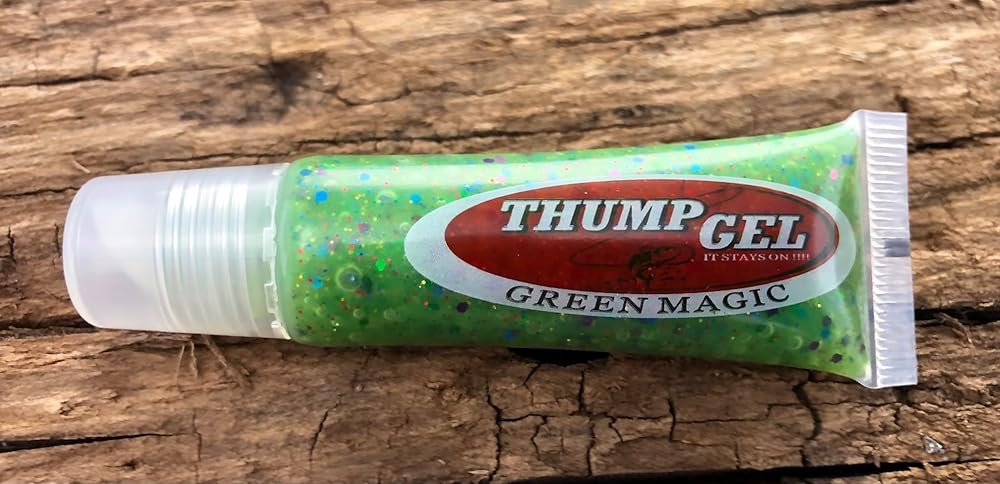 THUMP GEL
IT STAYS ON !!!!
GREEN MAGIC